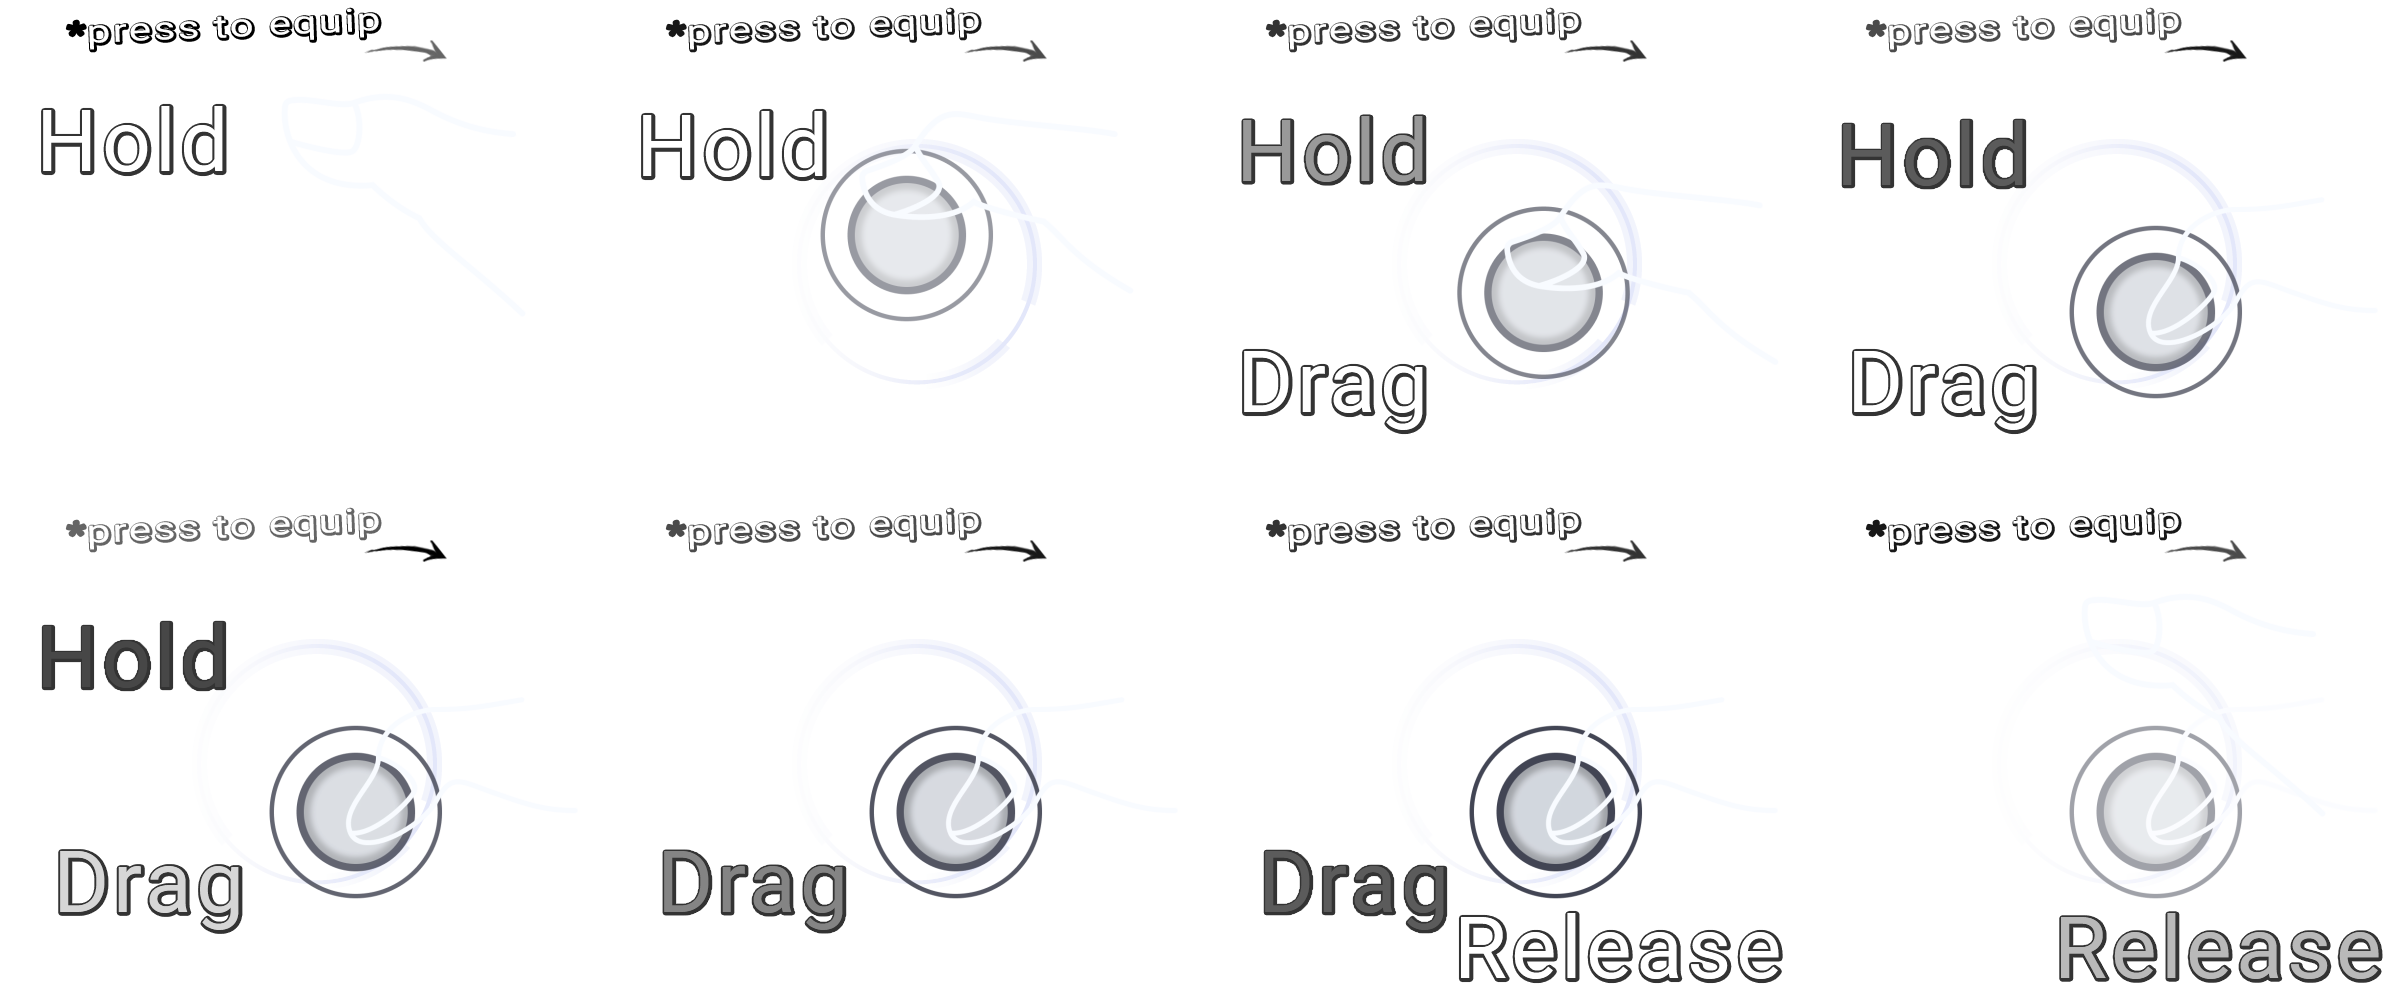 *press to equip
*press to equip
*press to equip
*press to equip
Hold
Hold
Hold
Hold
Drag
Drag
*press to equip
*press to equip
*press to equip
*press to equip
Hold
Drag
Drag
Drag
Release
Release